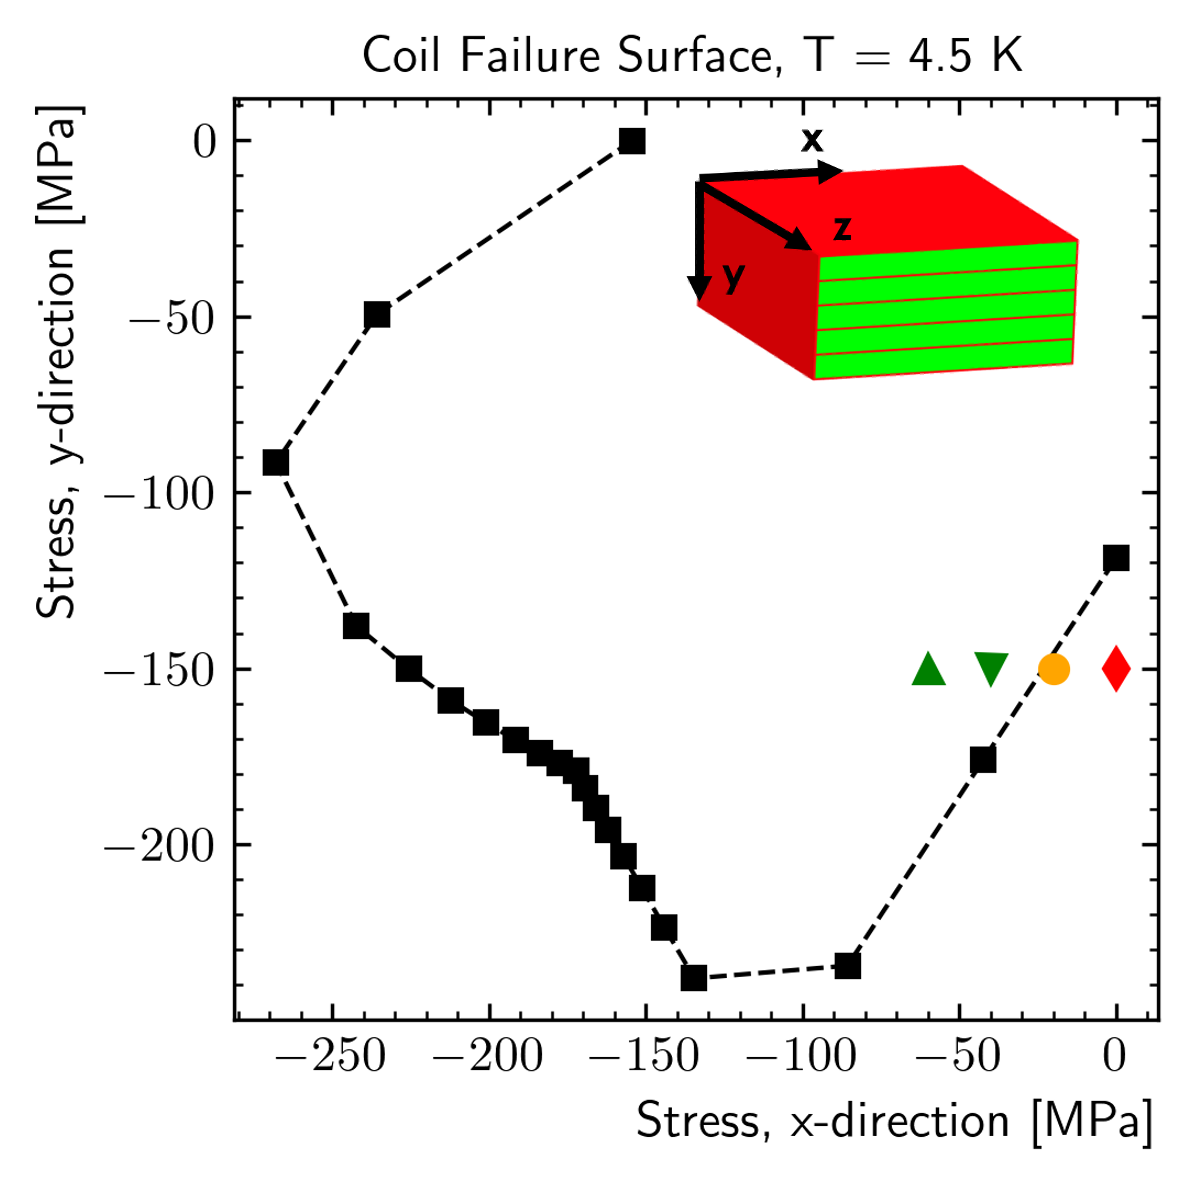 Coil Failure Surface, T = 4.5 K
Stress, y-direction [MPa]
0
−50
−100
−150
−200
x
z
y
−250 −200 −150 −100 −50 0
Stress, x-direction [MPa]